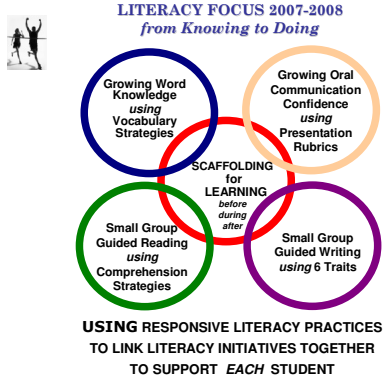 LITERACY FOCUS 2007-2008
from Knowing to Doing
Growing Word
Knowledge
using
Vocabulary
Strategies
Growing Oral
Communication
Confidence
using
Presentation
Rubrics
SCAFFOLDING
for
LEARNING
before
during
after
Small Group
Guided Reading
using
Comprehension
Strategies
Small Group
Guided Writing
using 6 Traits
USING RESPONSIVE LITERACY PRACTICES
TO LINK LITERACY INITIATIVES TOGETHER
TO SUPPORT EACH STUDENT